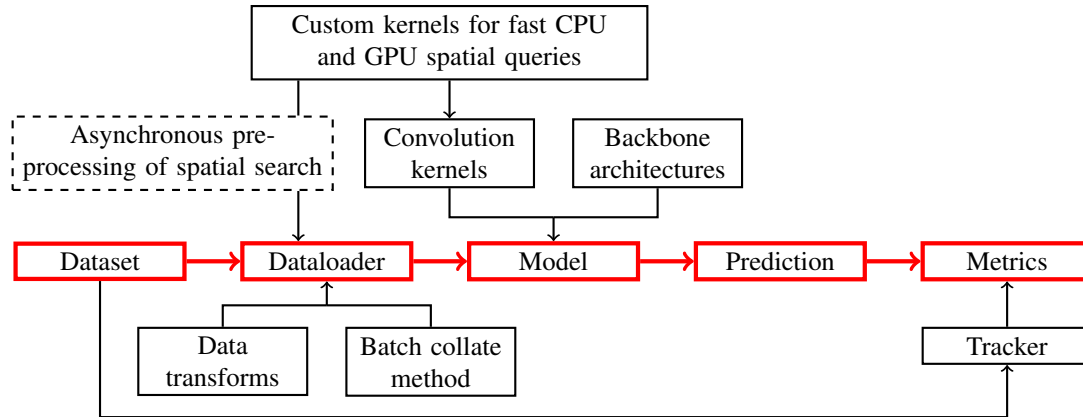 Custom kernels for fast CPU
and GPU spatial queries
Asynchronous pre-
processing of spatial search
Convolution
kernels
Backbone
architectures
Dataset
Dataloader
Model
Prediction
Metrics
Data
transforms
Batch collate
method
Tracker